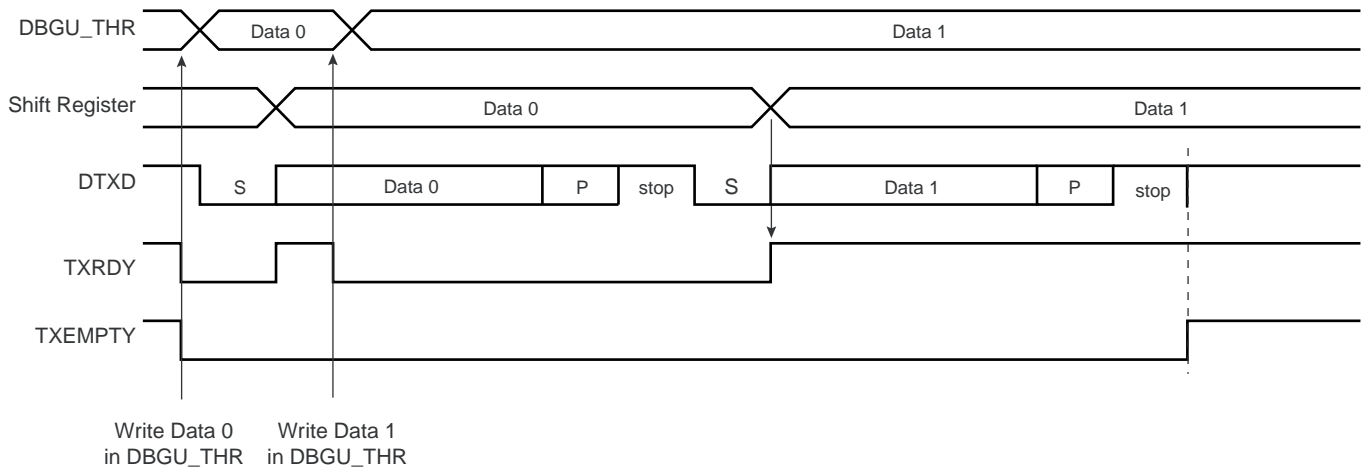 DBGU_THR
Data 0
Data 1
Shift Register
Data 0
Data 1
DTXD
S
Data 0
P
stop
S
Data 1
P
stop
TXRDY
TXEMPTY
Write Data 0
in DBGU_THR
Write Data 1
in DBGU_THR